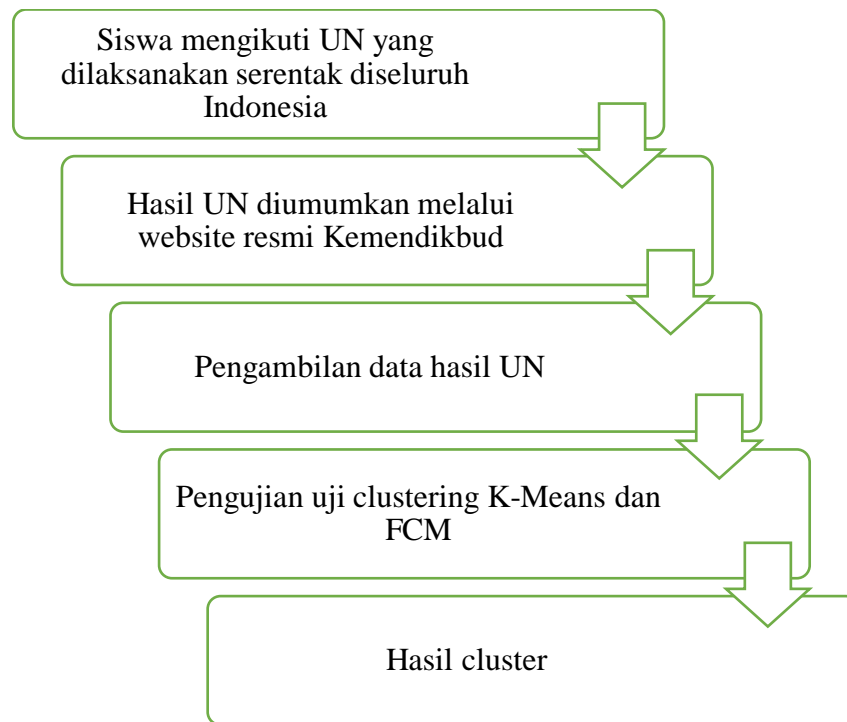 Siswa mengikuti UN yang
dilaksanakan serentak diseluruh
Indonesia
Hasil UN diumumkan melalui
website resmi Kemendikbud
Pengambilan data hasil UN
Pengujian uji clustering K-Means dan
FCM
Hasil cluster